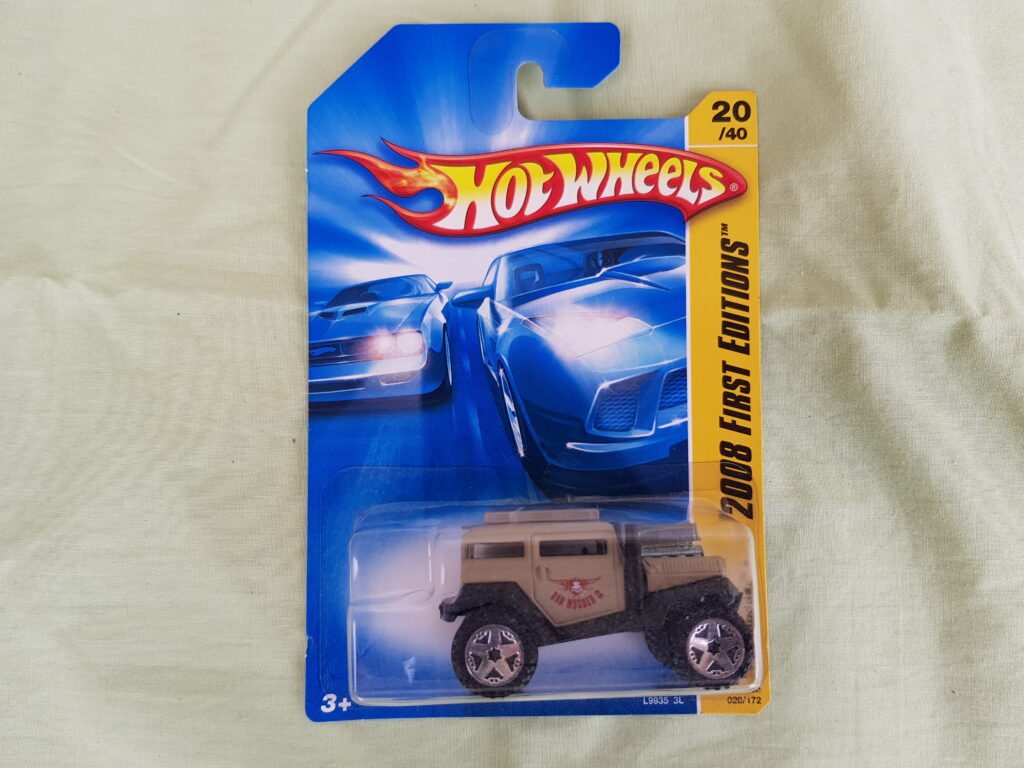 20
/40
HOT WHEELS®
2008 FIRST EDITIONS™
3+
L9935 3L
020/172